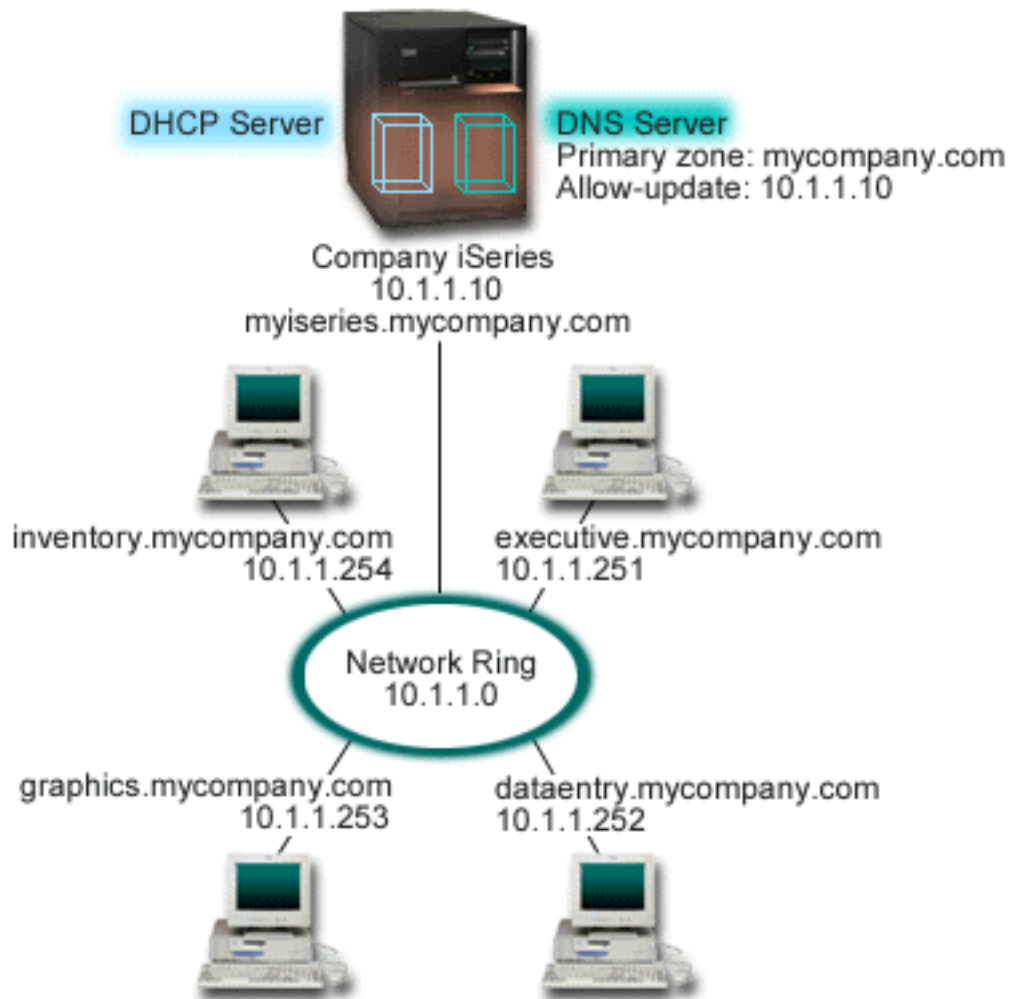 DHCP Server
DNS Server
Primary zone: mycompany.com
Allow-update: 10.1.1.10
Company iSeries
10.1.1.10
myiseries.mycompany.com
inventory.mycompany.com
10.1.1.254
executive.mycompany.com
10.1.1.251
Network Ring
10.1.1.0
graphics.mycompany.com
10.1.1.253
dataentry.mycompany.com
10.1.1.252